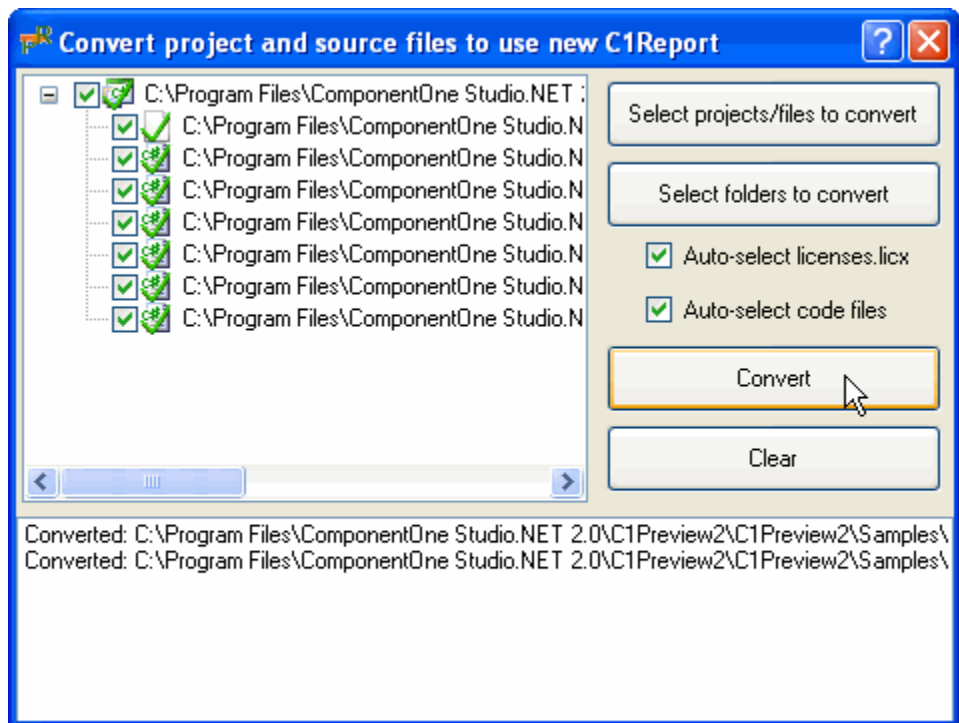 Convert project and source files to use new C1Report
C:\Program Files\ComponentOne Studio.NET 2
C:\Program Files\ComponentOne Studio.N
C:\Program Files\ComponentOne Studio.N
C:\Program Files\ComponentOne Studio.N
C:\Program Files\ComponentOne Studio.N
C:\Program Files\ComponentOne Studio.N
C:\Program Files\ComponentOne Studio.N
C:\Program Files\ComponentOne Studio.N
Select projects/files to convert
Select folders to convert
Auto-select licenses.licx
Auto-select code files
Convert
Clear
Converted: C:\Program Files\ComponentOne Studio.NET 2.0\C1Preview2\C1Preview2\Samples\
Converted: C:\Program Files\ComponentOne Studio.NET 2.0\C1Preview2\C1Preview2\Samples\